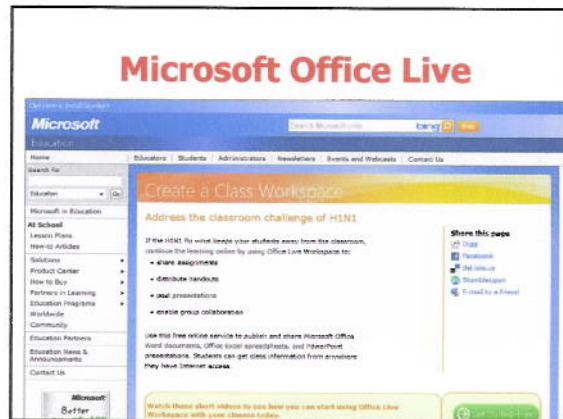 Microsoft Office Live
Microsoft
bing
Education
Home
Educators | Students | Administrators | Newsletters | Events and Webcasts | Contact Us
Search for
Education
Go
Create a Class Workspace
Microsoft in Education
At School
Lesson Plans
How-to Articles
Solutions
Product Center
How to Buy
Partners in Learning
Education Programs
Worldwide
Community
Education Partners
Education News &
Announcements
Contact Us
Microsoft
Better
Address the classroom challenge of H1N1
If the H1N1 flu virus keeps your students away from the classroom,
continue the learning online by using Office Live Workspace to:
• share assignments
• distribute handouts
• post presentations
• enable group collaboration
Use this free online service to publish and share Microsoft Office
Word documents, Office Excel spreadsheets, and PowerPoint
presentations. Students can get class information from anywhere
they have Internet access.
Share this page
Digg
Facebook
del.icio.us
StumbleUpon
E-mail to a friend
Watch these short videos to see how you can start using Office Live
Workspace with your classes today.